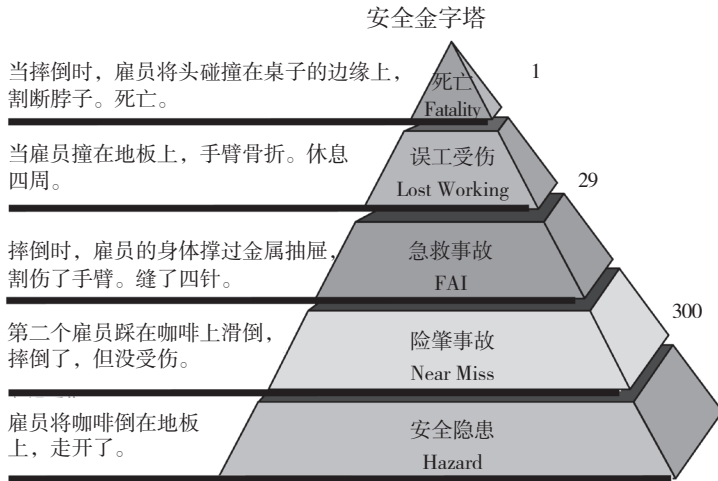 安全金字塔
当摔倒时，雇员将头碰撞在桌子的边缘上，
割断脖子。死亡。
死亡
Fatality
1
当雇员撞在地板上，手臂骨折。休息
四周。
误工受伤
Lost Working
29
摔倒时，雇员的身体撑过金属抽屉，
割伤了手臂。缝了四针。
急救事故
FAI
300
第二个雇员踩在咖啡上滑倒，
摔倒了，但没受伤。
险肇事故
Near Miss
雇员将咖啡倒在地板
上，走开了。
安全隐患
Hazard